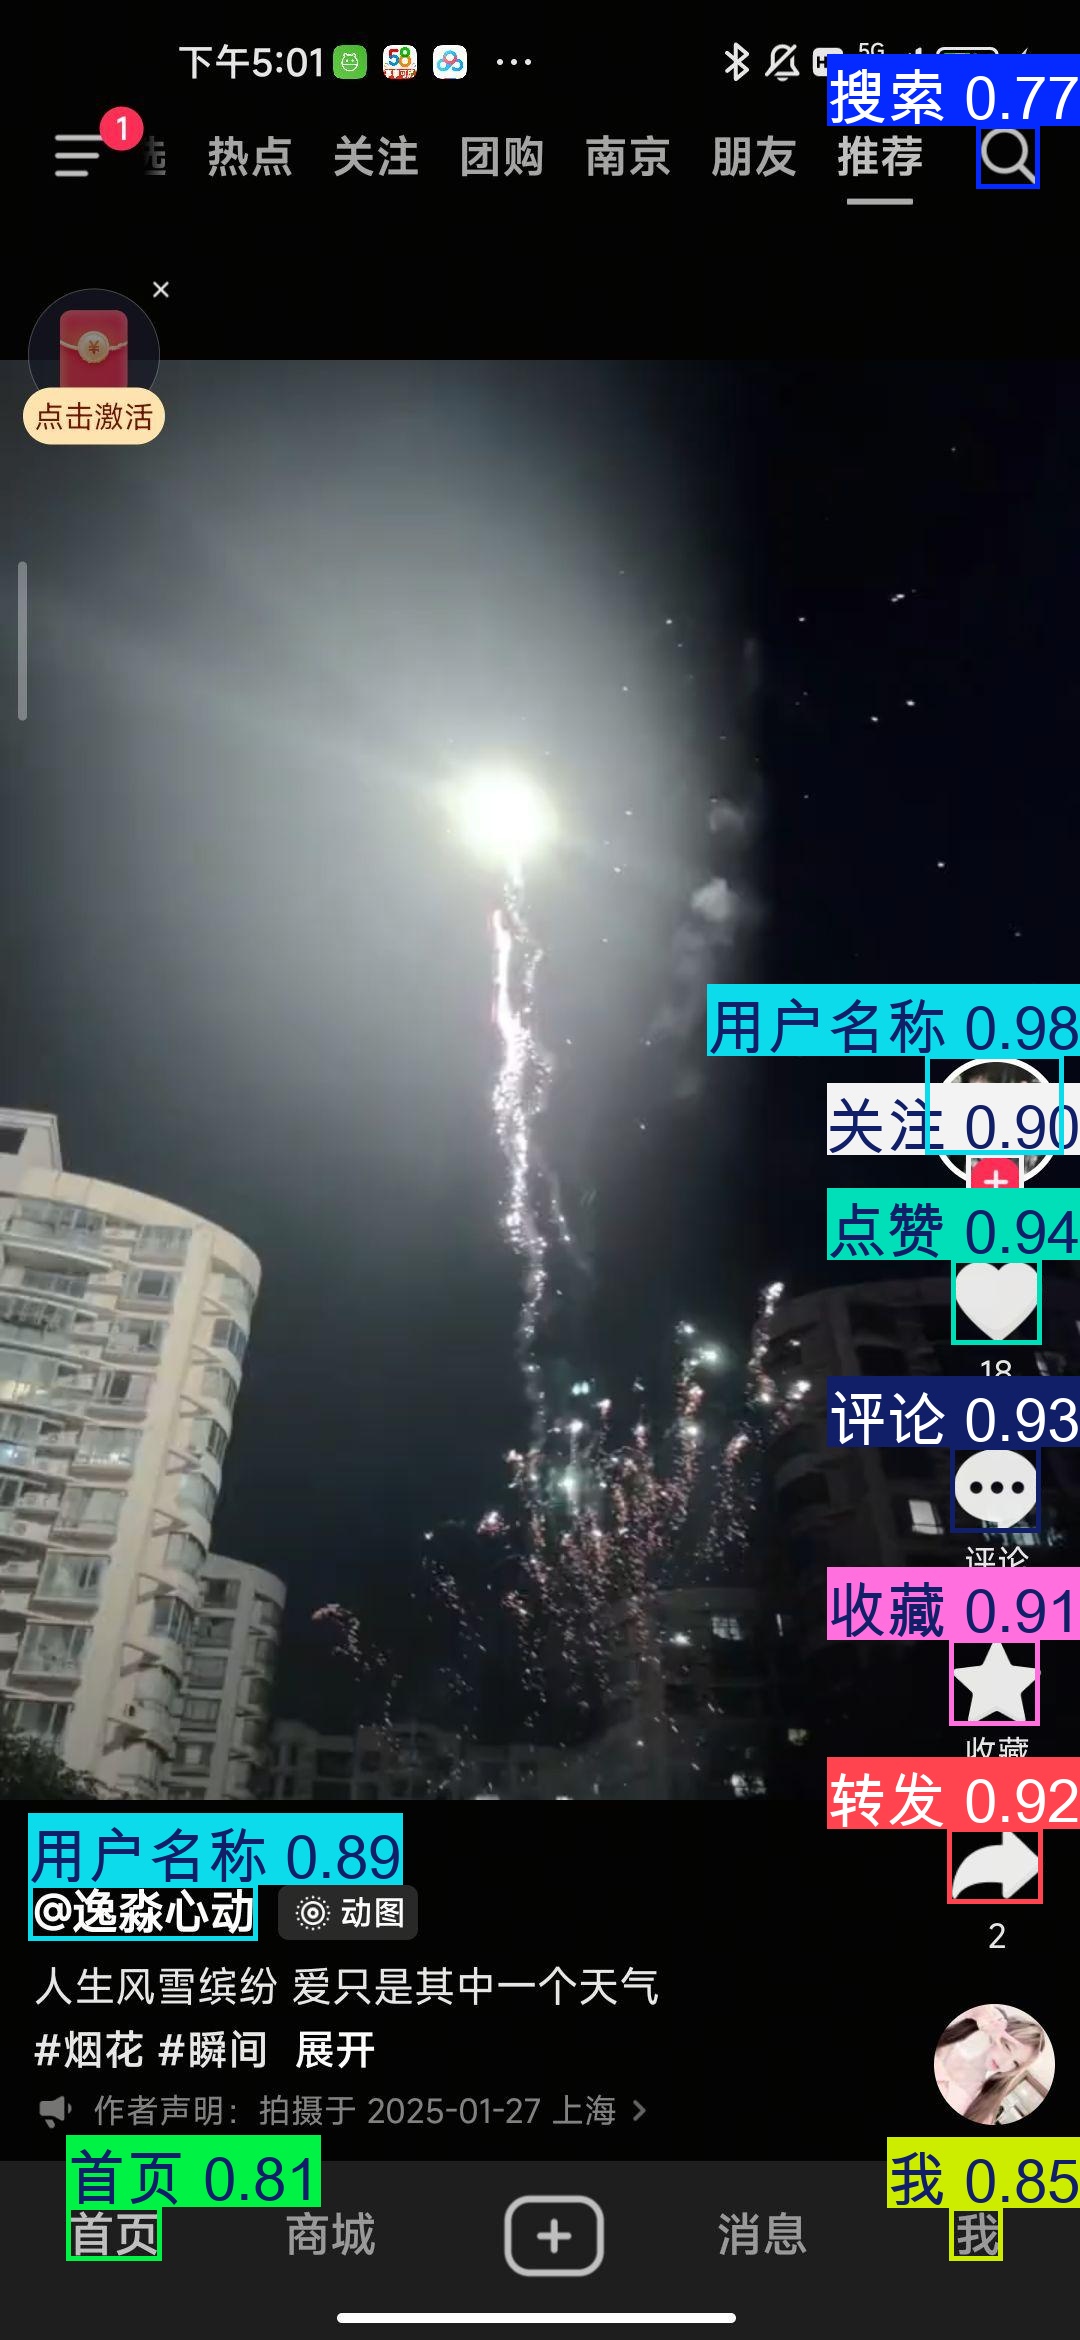 下午5:01
58
5G
搜索 0.77
1
热点 关注 团购 南京 朋友 推荐
点击激活
用户名称 0.98
关注 0.90
点赞 0.94
18
评论 0.93
评论
收藏 0.91
收藏
转发 0.92
2
用户名称 0.89
@逸淼心动 动图
人生风雪缤纷 爱只是其中一个天气
#烟花 #瞬间 展开
作者声明：拍摄于 2025-01-27 上海 >
首页 0.81
我 0.85
首页 商城 消息 我